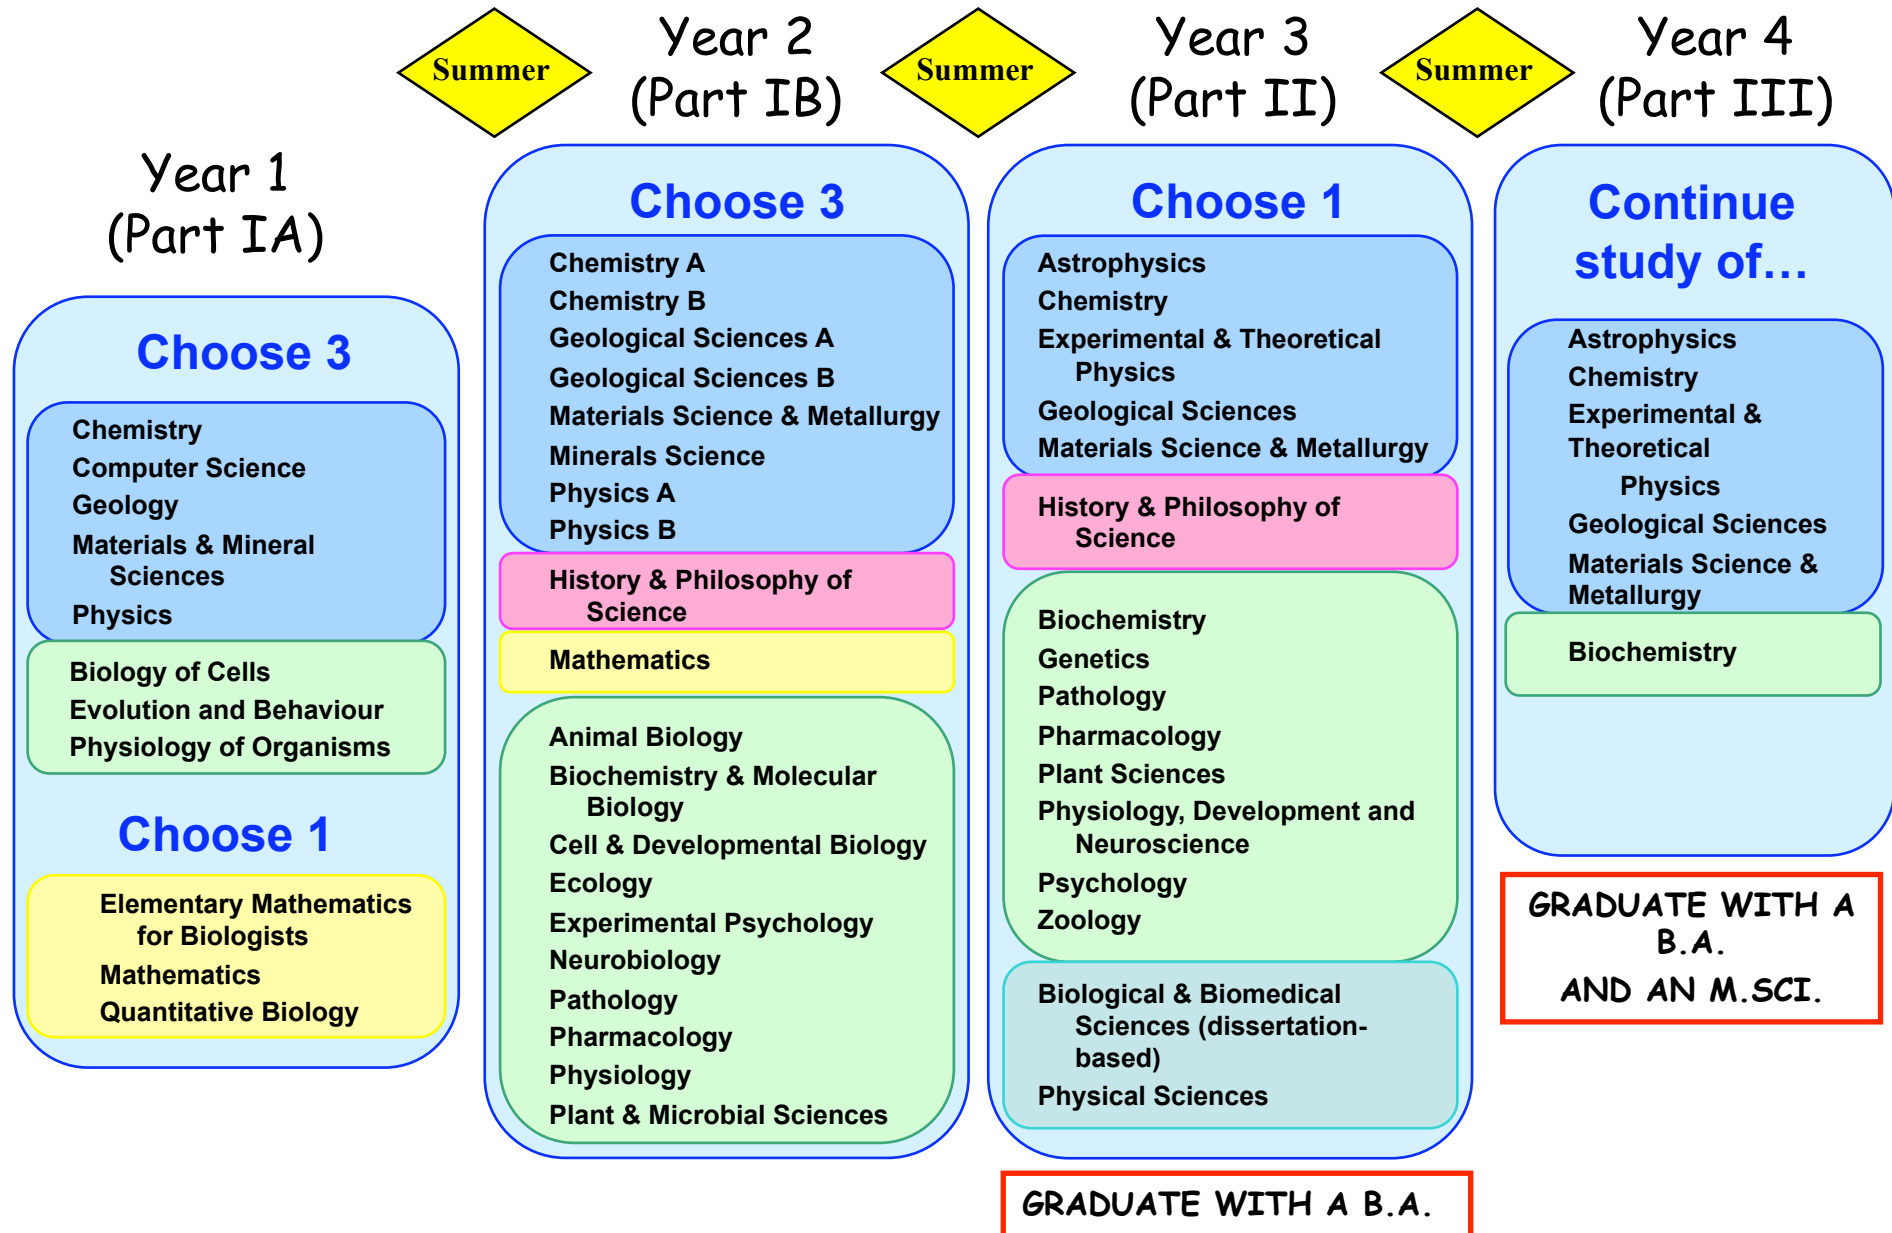 Year 1
(Part IA)
Choose 3
Chemistry
Computer Science
Geology
Materials & Mineral
Sciences
Physics
Biology of Cells
Evolution and Behaviour
Physiology of Organisms
Choose 1
Elementary Mathematics
for Biologists
Mathematics
Quantitative Biology
Summer
Year 2
(Part IB)
Choose 3
Chemistry A
Chemistry B
Geological Sciences A
Geological Sciences B
Materials Science & Metallurgy
Minerals Science
Physics A
Physics B
History & Philosophy of
Science
Mathematics
Animal Biology
Biochemistry & Molecular
Biology
Cell & Developmental Biology
Ecology
Experimental Psychology
Neurobiology
Pathology
Pharmacology
Physiology
Plant & Microbial Sciences
Summer
Year 3
(Part II)
Choose 1
Astrophysics
Chemistry
Experimental & Theoretical
Physics
Geological Sciences
Materials Science & Metallurgy
History & Philosophy of
Science
Biochemistry
Genetics
Pathology
Pharmacology
Plant Sciences
Physiology, Development and
Neuroscience
Psychology
Zoology
Biological & Biomedical
Sciences (dissertation-
based)
Physical Sciences
GRADUATE WITH A B.A.
Summer
Year 4
(Part III)
Continue
study of…
Astrophysics
Chemistry
Experimental &
Theoretical
Physics
Geological Sciences
Materials Science &
Metallurgy
Biochemistry
GRADUATE WITH A
B.A.
AND AN M.SCI.